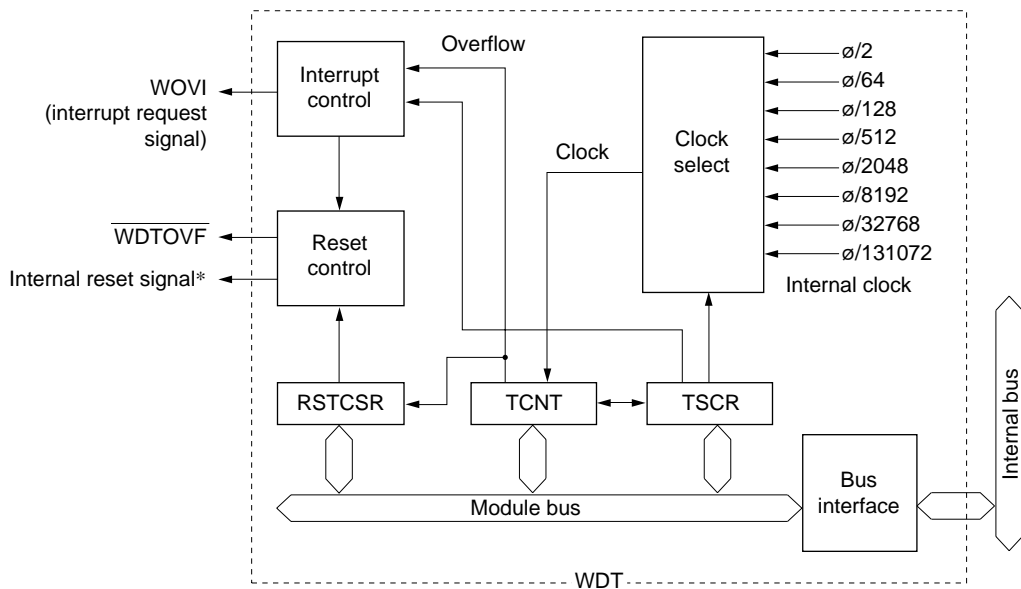 Overflow
Interrupt
control
WOVI
(interrupt request
signal)
Clock
Clock
select
ø/2
ø/64
ø/128
ø/512
ø/2048
ø/8192
ø/32768
ø/131072
Internal clock
WDTOVF
Internal reset signal*
Reset
control
RSTCSR
TCNT
TSCR
Module bus
Bus
interface
Internal bus
WDT